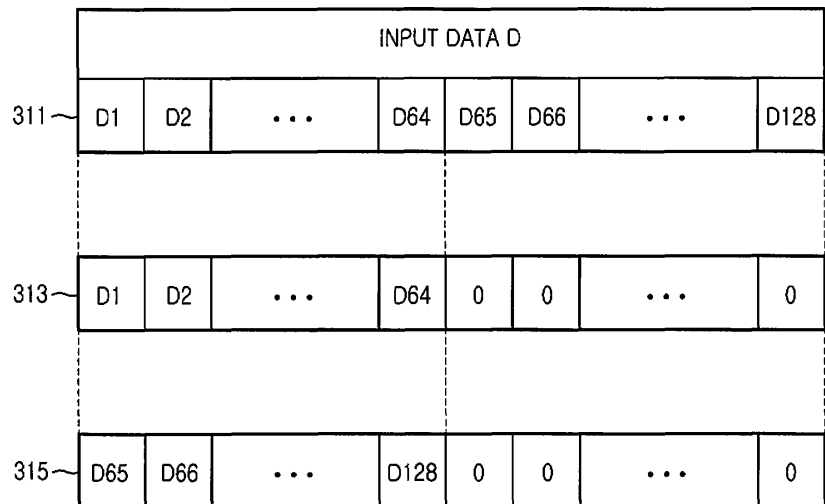 INPUT DATA D
311 D1 D2 ••• D64 D65 D66 ••• D128
313 D1 D2 ••• D64 0 0 ••• 0
315 D65 D66 ••• D128 0 0 ••• 0